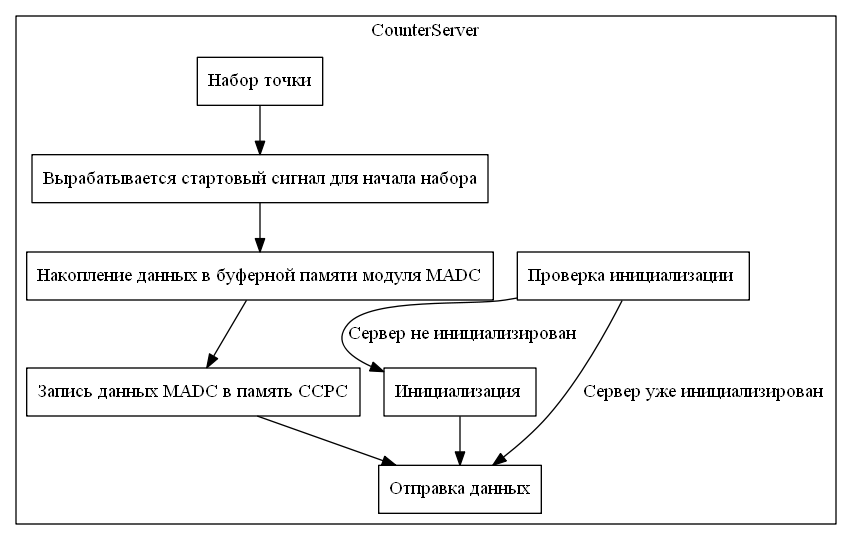 CounterServer
Набор точки
Вырабатывается стартовый сигнал для начала набора
Накопление данных в буферной памяти модуля MADC
Проверка инициализации
Сервер не инициализирован
Запись данных MADC в память CCPC
Инициализация
Сервер уже инициализирован
Отправка данных